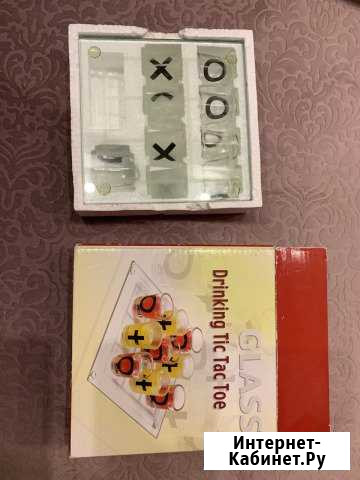 X O
O
X O
GLASS
Drinking Tic Tac Toe
Интернет-
Кабинет.Ру